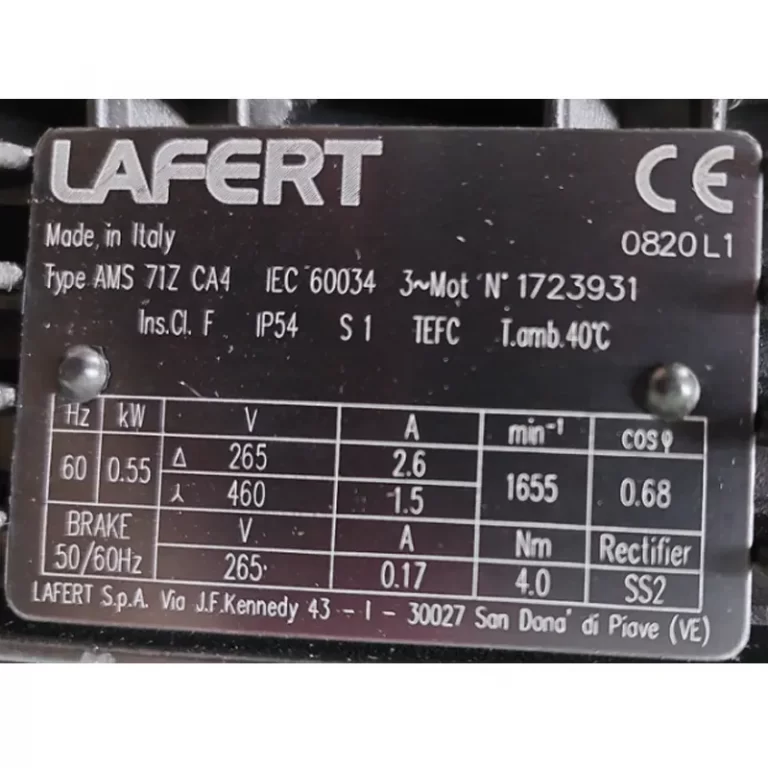 LAFERT CE
Made in Italy 0820 L1
Type AMS 71Z CA4 IEC 60034 3~Mot N° 1723931
Ins.Cl. F IP54 S 1 TEFC T.amb.40°C
Hz kW V A min⁻¹ cosφ
60 0.55 Δ 265 2.6 1655 0.68
⅄ 460 1.5
BRAKE 50/60Hz V A Nm Rectifier
265 0.17 4.0 SS2
LAFERT S.p.A. Via J.F.Kennedy 43 - I - 30027 San Dona' di Piave (VE)